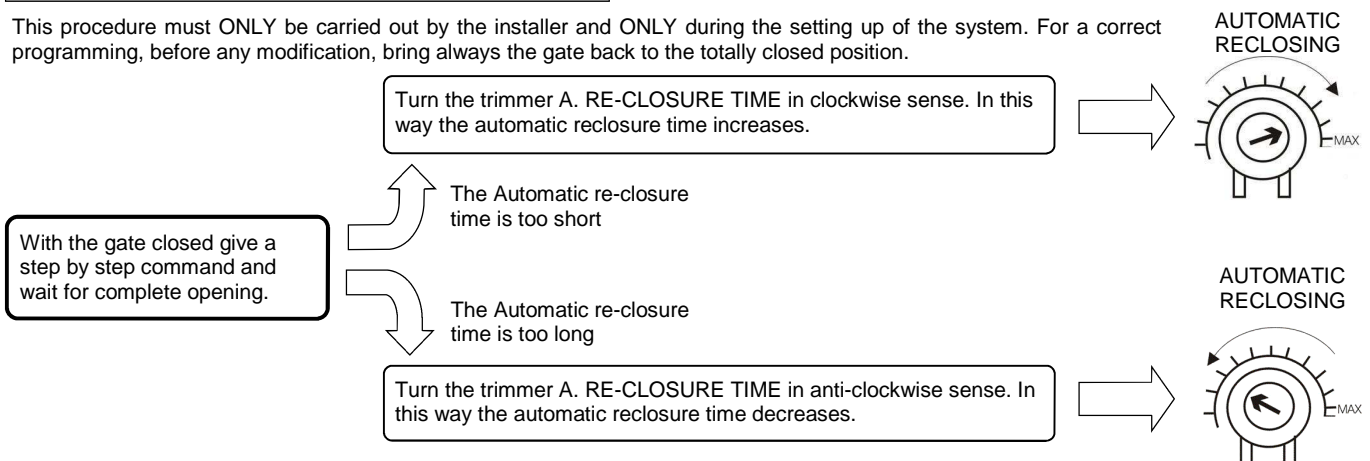 This procedure must ONLY be carried out by the installer and ONLY during the setting up of the system. For a correct
programming, before any modification, bring always the gate back to the totally closed position.
AUTOMATIC
RECLOSING
Turn the trimmer A. RE-CLOSURE TIME in clockwise sense. In this
way the automatic reclosure time increases.
MAX
The Automatic re-closure
time is too short
With the gate closed give a
step by step command and
wait for complete opening.
AUTOMATIC
RECLOSING
The Automatic re-closure
time is too long
Turn the trimmer A. RE-CLOSURE TIME in anti-clockwise sense. In
this way the automatic reclosure time decreases.
MAX